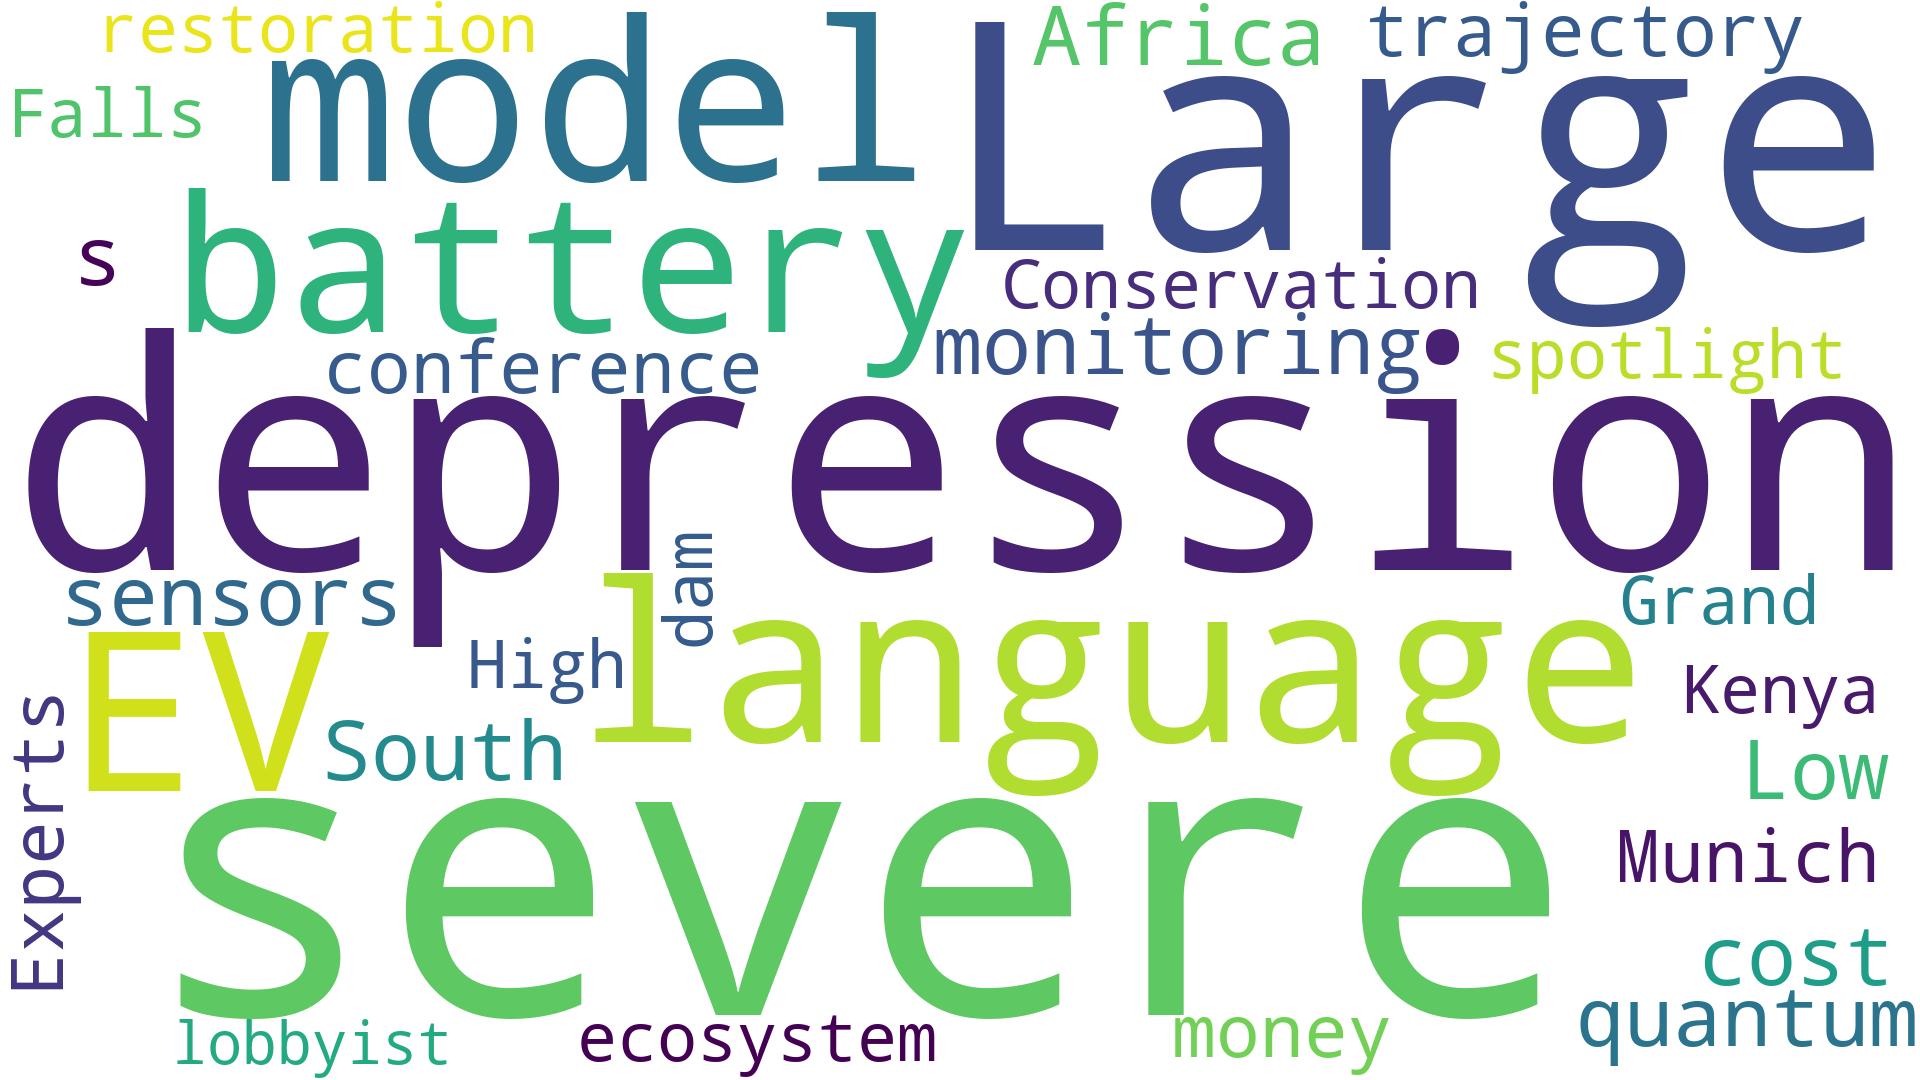 restoration
model
Large
Africa
trajectory
Falls
battery
s
Conservation
monitoring
spotlight
conference
depression
dam
sensors
language
Grand
EV
High
Kenya
Experts
South
Low
severe
Munich
cost
quantum
lobbyist
ecosystem
money